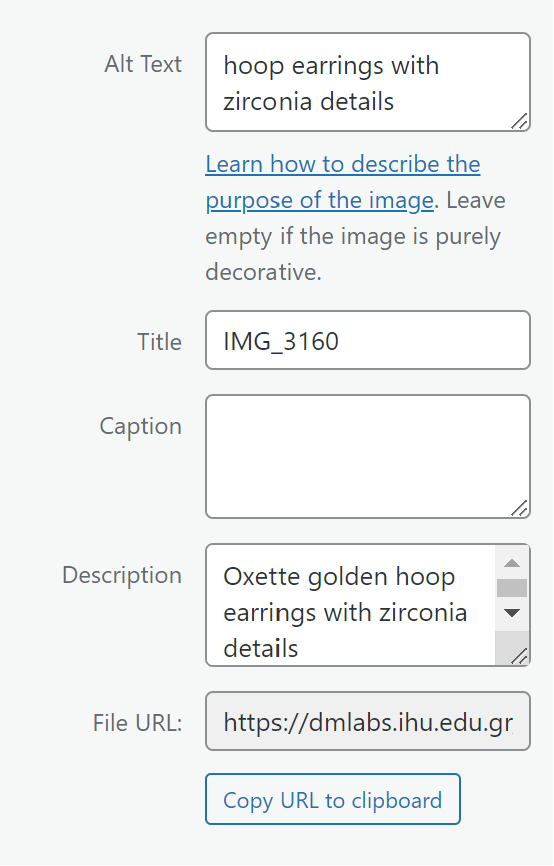 Alt Text
hoop earrings with
zirconia details
Learn how to describe the
purpose of the image. Leave
empty if the image is purely
decorative.
Title
IMG_3160
Caption
Description
Oxette golden hoop
earrings with zirconia
details
File URL:
https://dmlabs.ihu.edu.gr
Copy URL to clipboard